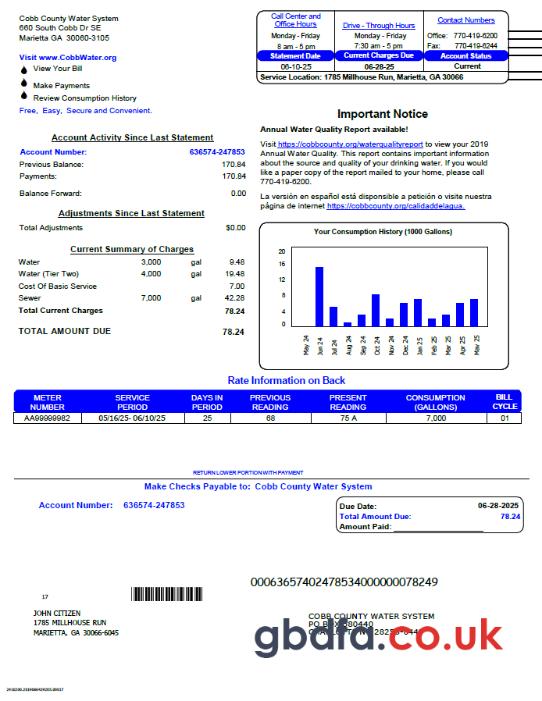 Cobb County Water System
660 South Cobb Dr SE
Marietta GA 30060-3105
Visit www.CobbWater.org
View Your Bill
Make Payments
Review Consumption History
Free, Easy, Secure and Convenient.
Call Center and Office Hours
Monday - Friday
8 am - 5 pm
Drive - Through Hours
Monday - Friday
7:30 am - 5 pm
Contact Numbers
Office: 770-419-6200
Fax: 770-419-6244
Statement Date Current Charges Due Account Status
06-10-25 06-28-25 Current
Service Location: 1785 Millhouse Run, Marietta, GA 30066
Account Activity Since Last Statement
Account Number: 636574-247853
Previous Balance: 170.84
Payments: 170.84
Balance Forward: 0.00
Adjustments Since Last Statement
Total Adjustments $0.00
Current Summary of Charges
Water 3,000 gal 9.48
Water (Tier Two) 4,000 gal 19.48
Cost Of Basic Service 7.00
Sewer 7,000 gal 42.28
Total Current Charges 78.24
TOTAL AMOUNT DUE 78.24
Important Notice
Annual Water Quality Report available!
Visit https://cobbcounty.org/waterqualityreport to view your 2019
Annual Water Quality. This report contains important information
about the source and quality of your drinking water. If you would
like a paper copy of the report mailed to your home, please call
770-419-6200.
La versión en español está disponible a petición o visite nuestra
página de internet https://cobbcounty.org/calidaddelagua.
Your Consumption History (1000 Gallons)
20
16
12
8
4
0
May 24 Jun 24 Jul 24 Aug 24 Sep 24 Oct 24 Nov 24 Dec 24 Jan 25 Feb 25 Mar 25 Apr 25 May 25
Rate Information on Back
METER NUMBER SERVICE PERIOD DAYS IN PERIOD PREVIOUS READING PRESENT READING CONSUMPTION (GALLONS) BILL CYCLE
AA99999982 05/16/25- 06/10/25 25 68 75 A 7,000 01
RETURN LOWER PORTION WITH PAYMENT
Make Checks Payable to: Cobb County Water System
Account Number: 636574-247853
Due Date: 06-28-2025
Total Amount Due: 78.24
Amount Paid:
00063657402478534000000078249
17
JOHN CITIZEN
1785 MILLHOUSE RUN
MARIETTA, GA 30066-6045
COBB COUNTY WATER SYSTEM
PO BOX 580440
gbdfa.co.uk